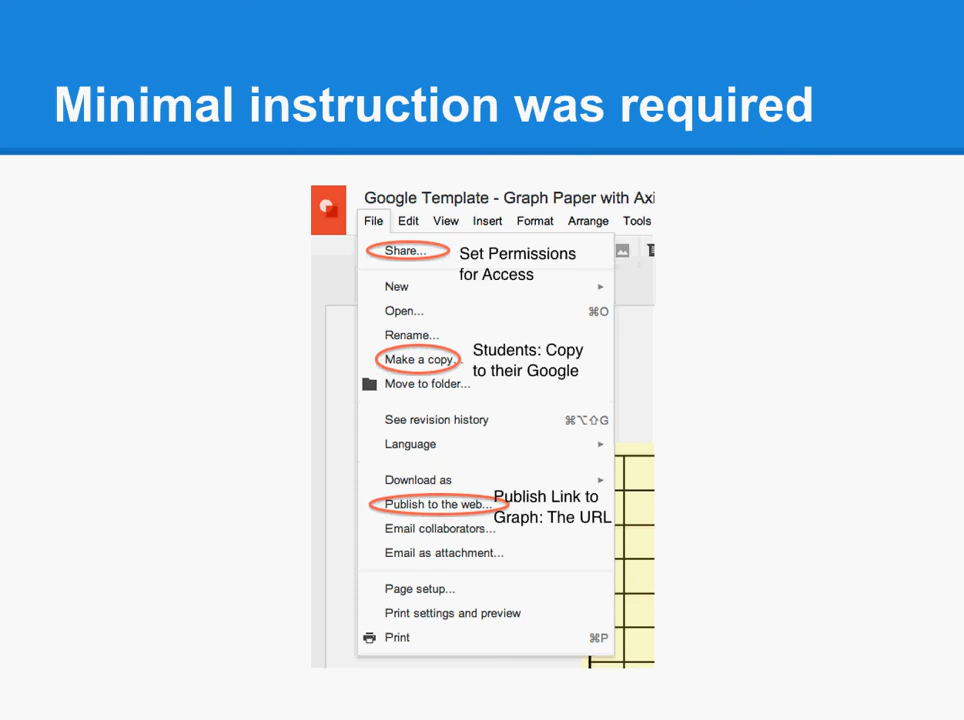 Minimal instruction was required
Google Template - Graph Paper with Axi
File Edit View Insert Format Arrange Tools
Share...
Set Permissions
for Access
New
Open... ⌘O
Rename...
Make a copy...
Students: Copy
to their Google
Move to folder...
See revision history ⌘⌥⇧G
Language
Download as
Publish to the web...
Publish Link to
Graph: The URL
Email collaborators...
Email as attachment...
Page setup...
Print settings and preview
Print ⌘P